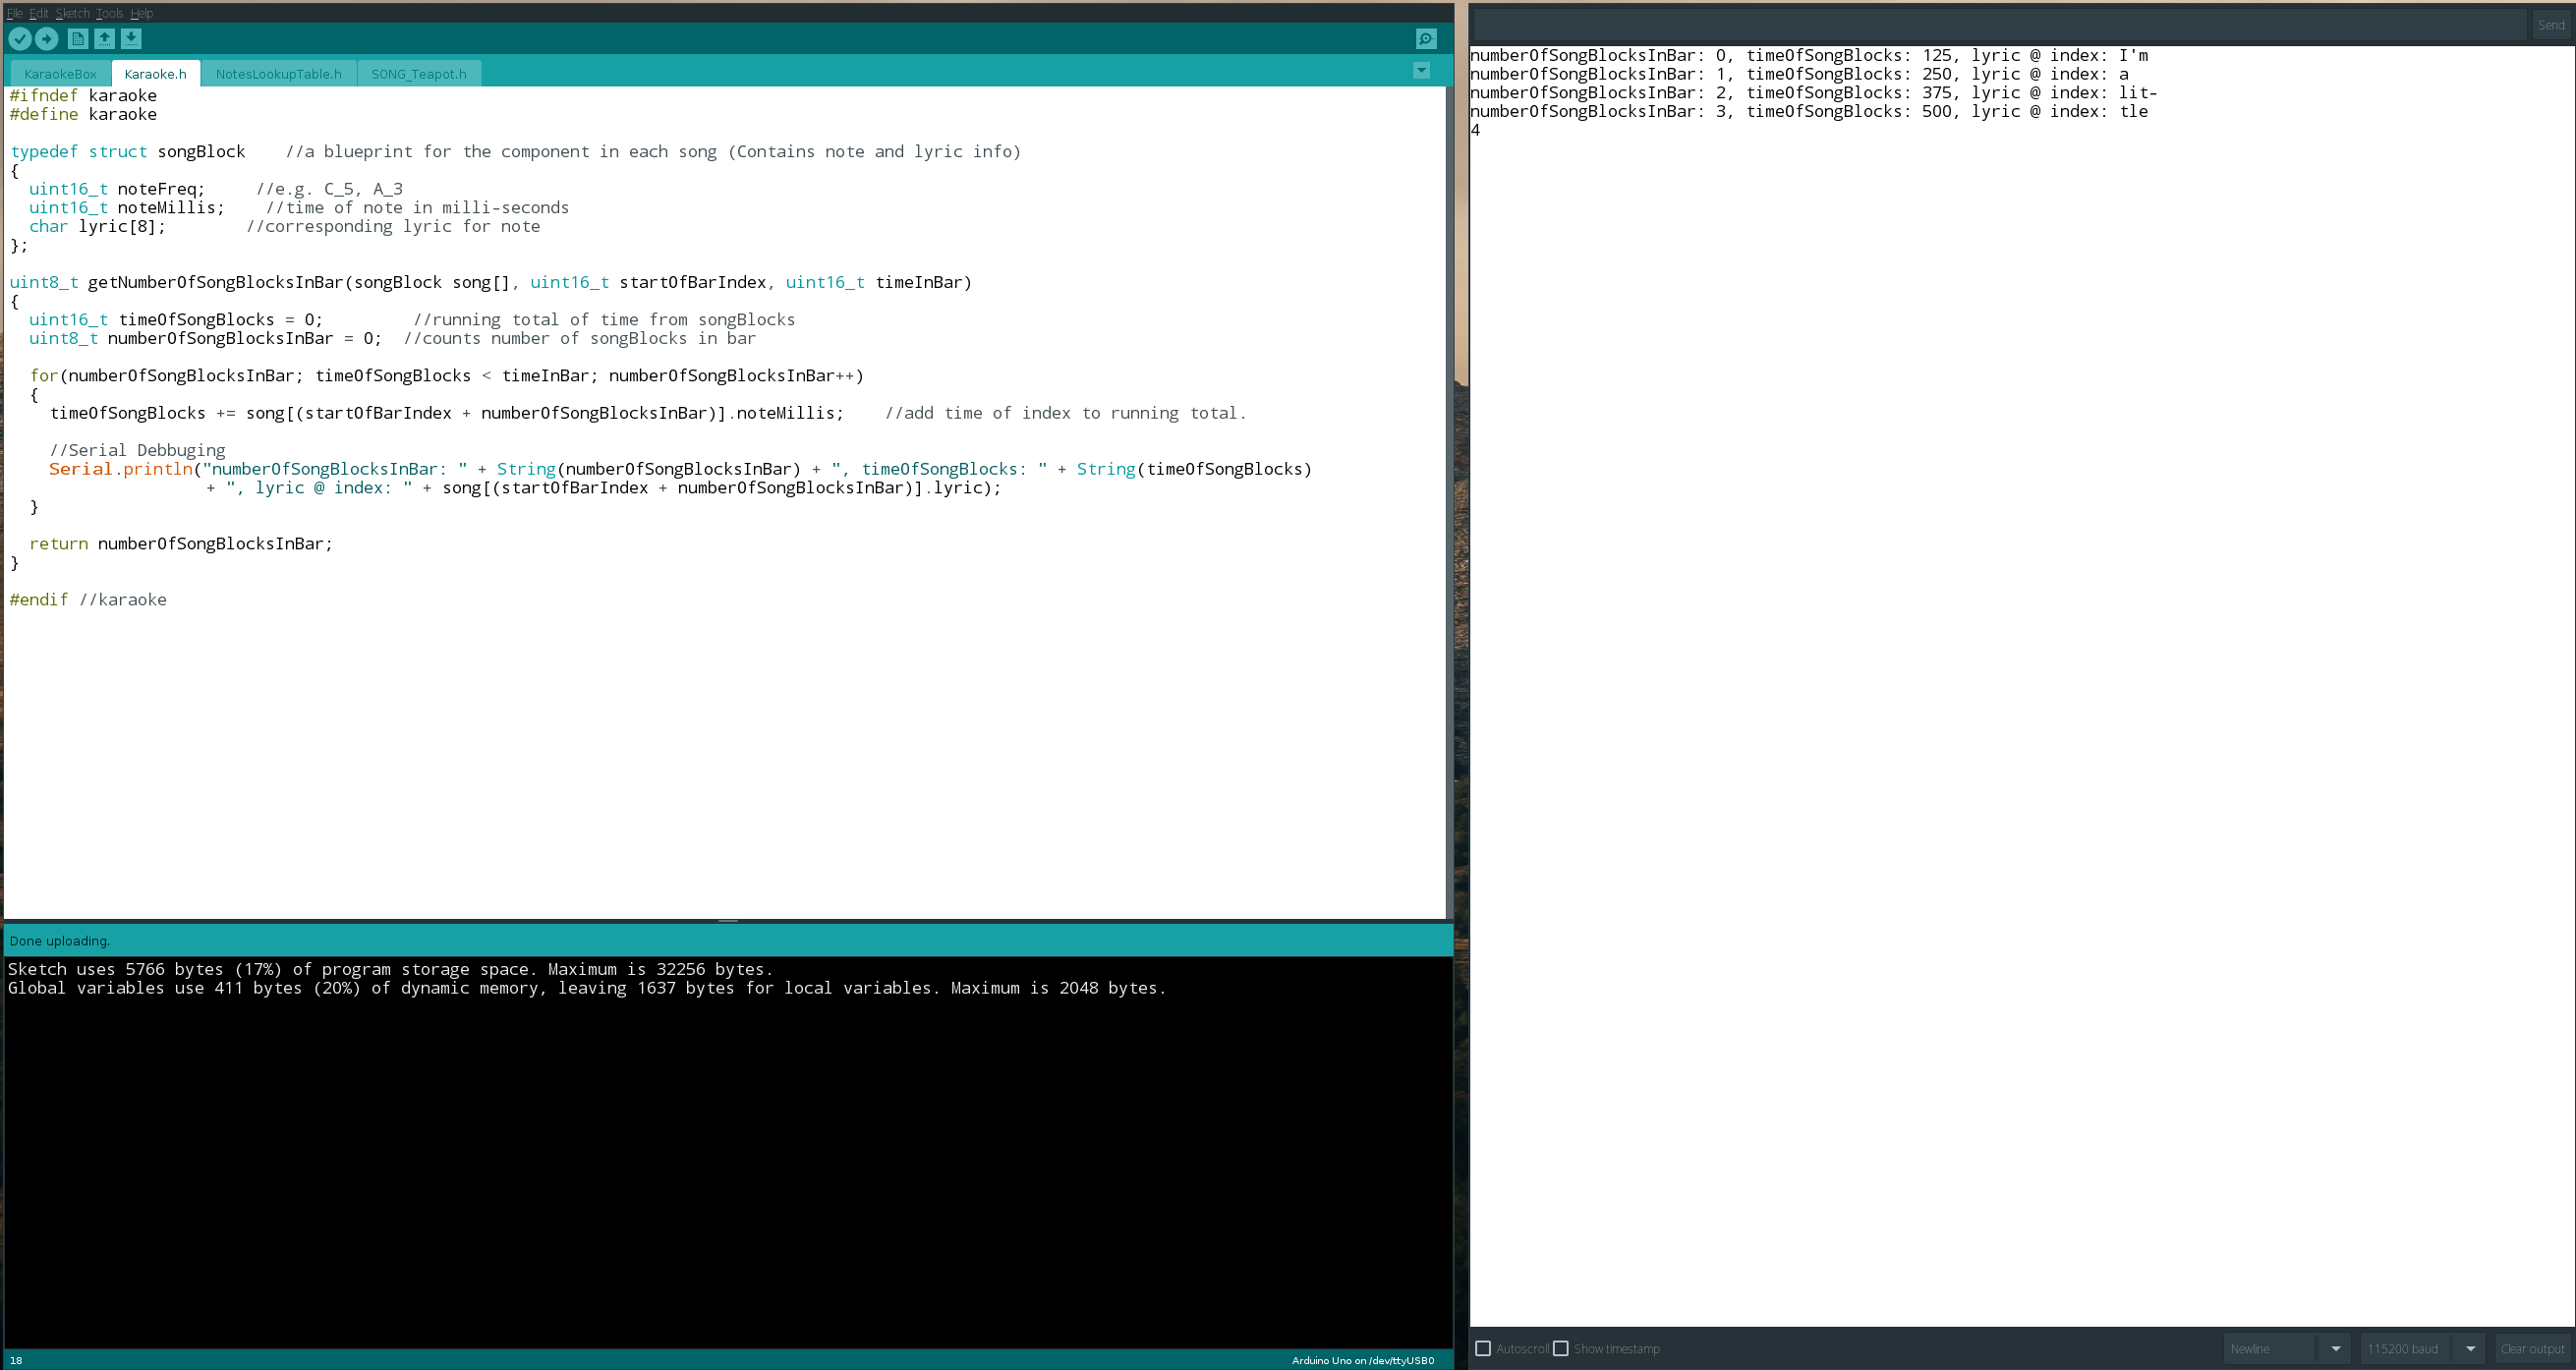 File Edit Sketch Tools Help
KaraokeBox Karaoke.h NotesLookupTable.h SONG_Teapot.h
#ifndef karaoke
#define karaoke
typedef struct songBlock    //a blueprint for the component in each song (Contains note and lyric info)
{
  uint16_t noteFreq;     //e.g. C_5, A_3
  uint16_t noteMillis;    //time of note in milli-seconds
  char lyric[8];        //corresponding lyric for note
};
uint8_t getNumberOfSongBlocksInBar(songBlock song[], uint16_t startOfBarIndex, uint16_t timeInBar)
{
  uint16_t timeOfSongBlocks = 0;         //running total of time from songBlocks
  uint8_t numberOfSongBlocksInBar = 0;  //counts number of songBlocks in bar
  for(numberOfSongBlocksInBar; timeOfSongBlocks < timeInBar; numberOfSongBlocksInBar++)
  {
    timeOfSongBlocks += song[(startOfBarIndex + numberOfSongBlocksInBar)].noteMillis;    //add time of index to running total.
    //Serial Debbuging
    Serial.println("numberOfSongBlocksInBar: " + String(numberOfSongBlocksInBar) + ", timeOfSongBlocks: " + String(timeOfSongBlocks)
                    + ", lyric @ index: " + song[(startOfBarIndex + numberOfSongBlocksInBar)].lyric);
  }
  return numberOfSongBlocksInBar;
}
#endif //karaoke
Done uploading.
Sketch uses 5766 bytes (17%) of program storage space. Maximum is 32256 bytes.
Global variables use 411 bytes (20%) of dynamic memory, leaving 1637 bytes for local variables. Maximum is 2048 bytes.
18
Arduino Uno on /dev/ttyUSB0
Send
numberOfSongBlocksInBar: 0, timeOfSongBlocks: 125, lyric @ index: I'm
numberOfSongBlocksInBar: 1, timeOfSongBlocks: 250, lyric @ index: a
numberOfSongBlocksInBar: 2, timeOfSongBlocks: 375, lyric @ index: lit-
numberOfSongBlocksInBar: 3, timeOfSongBlocks: 500, lyric @ index: tle
4
Autoscroll Show timestamp Newline 115200 baud Clear output